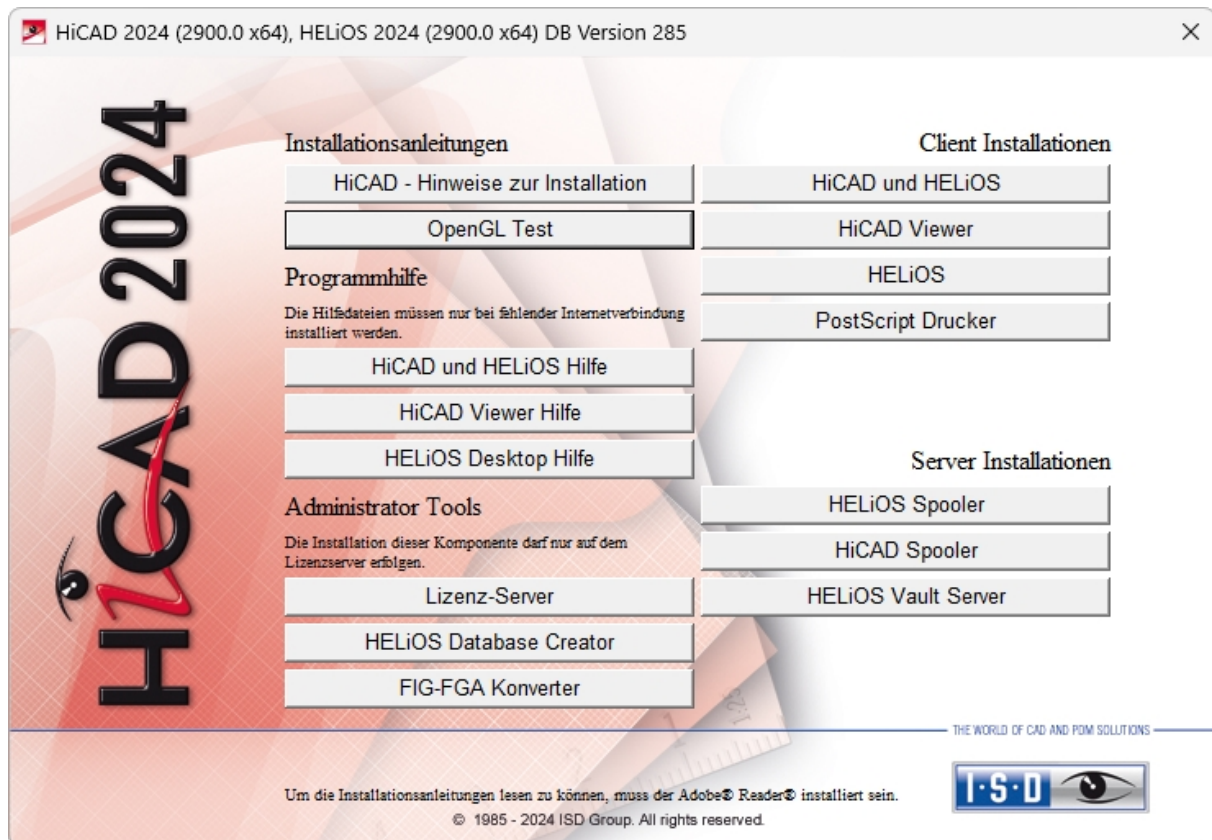 HiCAD 2024 (2900.0 x64), HELiOS 2024 (2900.0 x64) DB Version 285
HiCAD 2024
Installationsanleitungen
HiCAD - Hinweise zur Installation
OpenGL Test
Programmhilfe
Die Hilfedateien müssen nur bei fehlender Internetverbindung
installiert werden.
HiCAD und HELiOS Hilfe
HiCAD Viewer Hilfe
HELiOS Desktop Hilfe
Administrator Tools
Die Installation dieser Komponente darf nur auf dem
Lizenzserver erfolgen.
Lizenz-Server
HELiOS Database Creator
FIG-FGA Konverter
Client Installationen
HiCAD und HELiOS
HiCAD Viewer
HELiOS
PostScript Drucker
Server Installationen
HELiOS Spooler
HiCAD Spooler
HELiOS Vault Server
THE WORLD OF CAD AND PDM SOLUTIONS
I·S·D
Um die Installationsanleitungen lesen zu können, muss der Adobe® Reader® installiert sein.
© 1985 - 2024 ISD Group. All rights reserved.